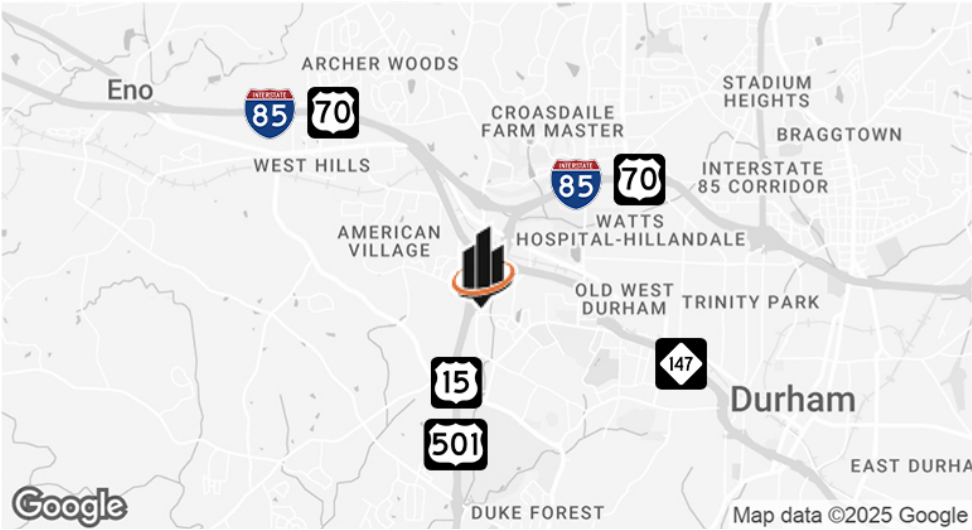 ARCHER WOODS
Eno
INTERSTATE
85
70
STADIUM
HEIGHTS
CROASDAILE
FARM MASTER
BRAGGTOWN
WEST HILLS
INTERSTATE
85
70
INTERSTATE
85 CORRIDOR
AMERICAN
VILLAGE
WATTS
HOSPITAL-HILLANDALE
OLD WEST
DURHAM
TRINITY PARK
147
15
Durham
501
EAST DURHA
DUKE FOREST
Google
Map data ©2025 Google